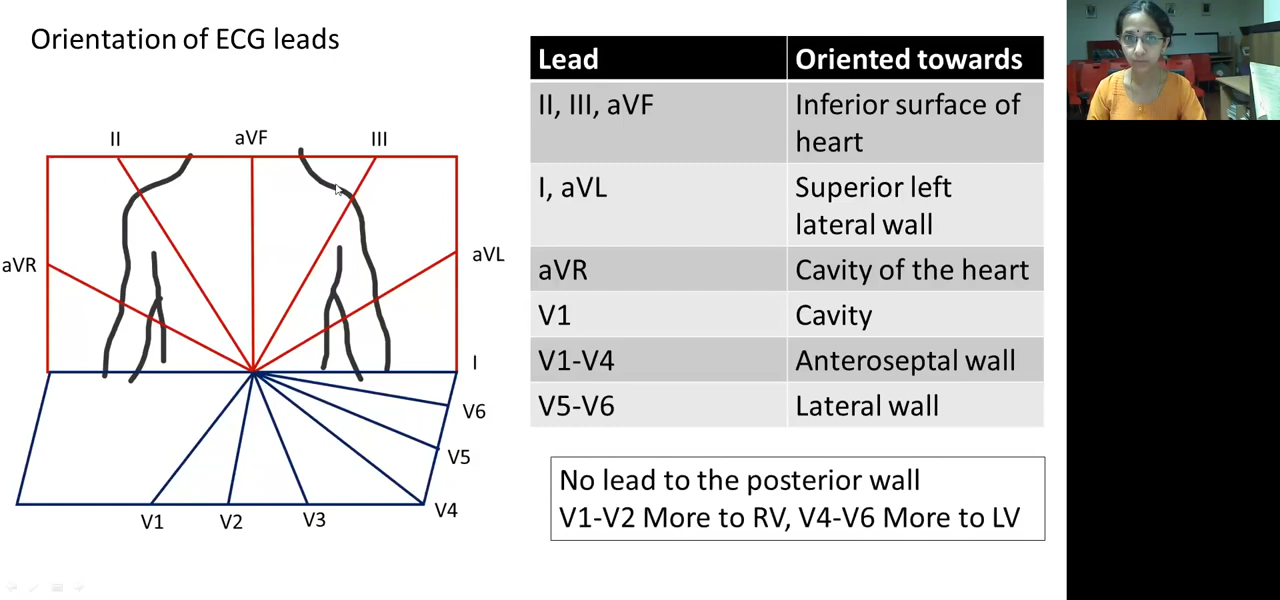 Orientation of ECG leads
II
aVF
III
aVR
aVL
I
V6
V5
V4
V1
V2
V3
Lead
Oriented towards
II, III, aVF
Inferior surface of
heart
I, aVL
Superior left
lateral wall
aVR
Cavity of the heart
V1
Cavity
V1-V4
Anteroseptal wall
V5-V6
Lateral wall
No lead to the posterior wall
V1-V2 More to RV, V4-V6 More to LV